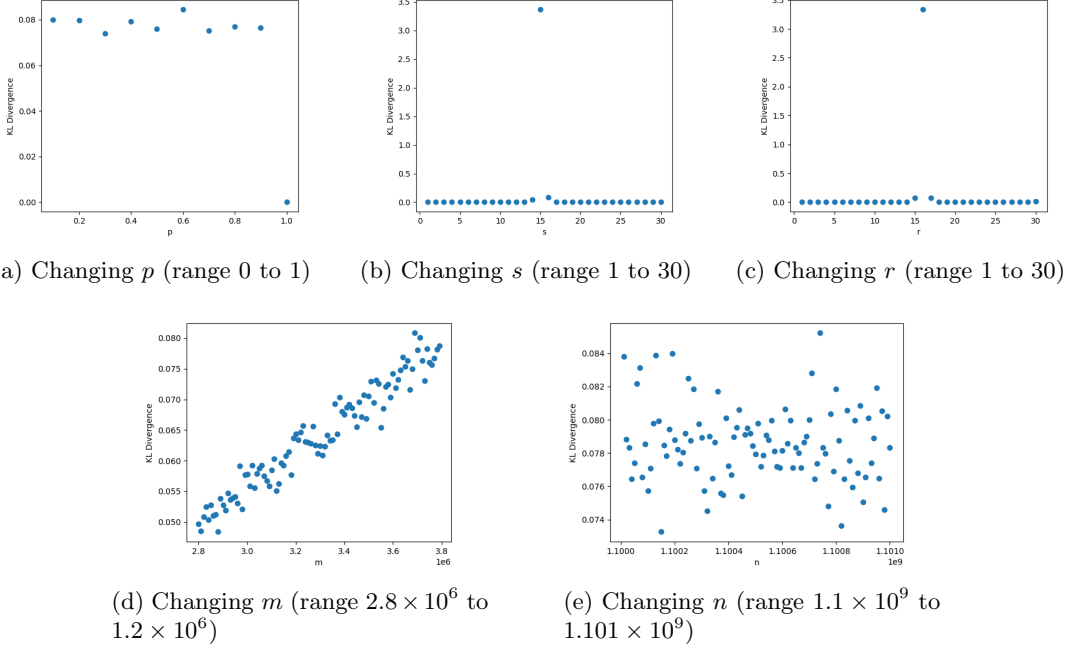 0.08
0.06
0.04
0.02
0.00
KL Divergence
0.2 0.4 0.6 0.8 1.0
p
3.5
3.0
2.5
2.0
1.5
1.0
0.5
0.0
KL Divergence
0 5 10 15 20 25 30
s
3.5
3.0
2.5
2.0
1.5
1.0
0.5
0.0
KL Divergence
0 5 10 15 20 25 30
r
a) Changing p (range 0 to 1)
(b) Changing s (range 1 to 30)
(c) Changing r (range 1 to 30)
0.080
0.075
0.070
0.065
0.060
0.055
0.050
KL Divergence
2.8 3.0 3.2 3.4 3.6 3.8
m
1e6
0.084
0.082
0.080
0.078
0.076
0.074
KL Divergence
1.1000 1.1002 1.1004 1.1006 1.1008 1.1010
n
1e9
(d) Changing m (range 2.8 × 10⁶ to
1.2 × 10⁶)
(e) Changing n (range 1.1 × 10⁹ to
1.101 × 10⁹)